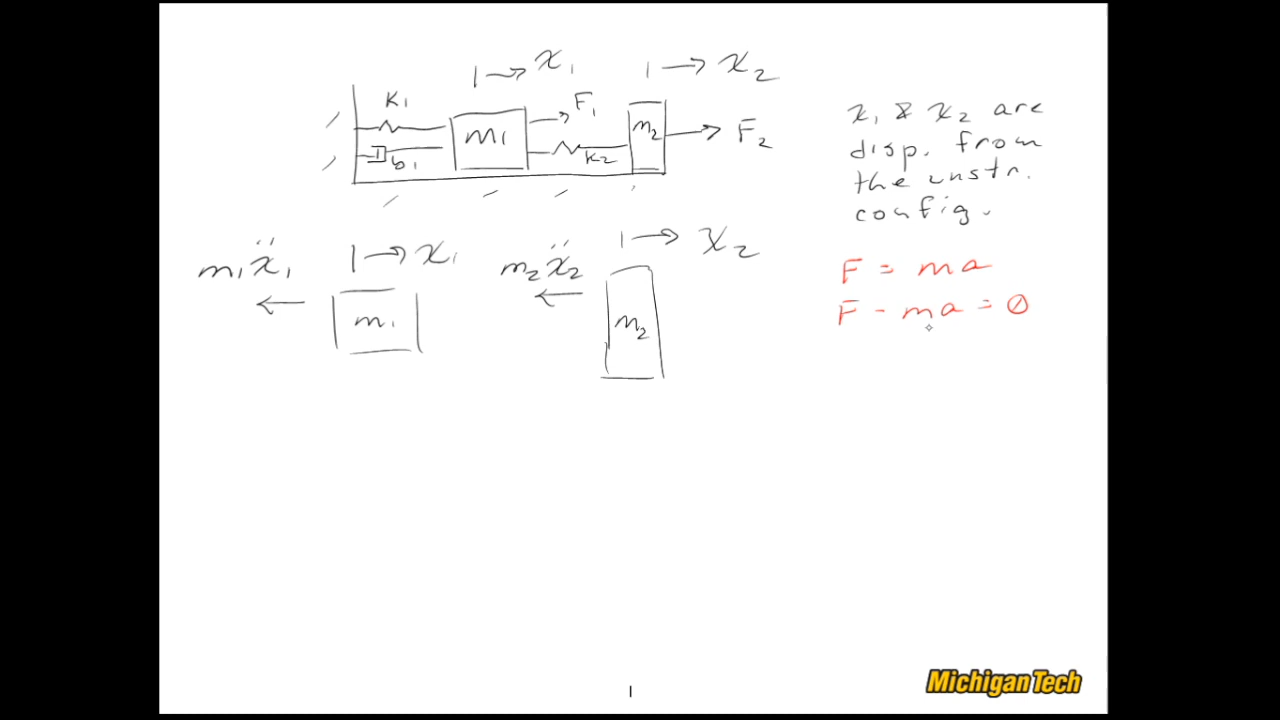 x₁ x₂
K₁ F₁
m₁ m₂ F₂
b₁ K₂
x₁ & x₂ are
disp. from
the unstr.
config.
m₁ẍ₁ x₁ m₂ẍ₂ x₂
m₁ m₂
F = ma
F - ma = 0
1
Michigan Tech